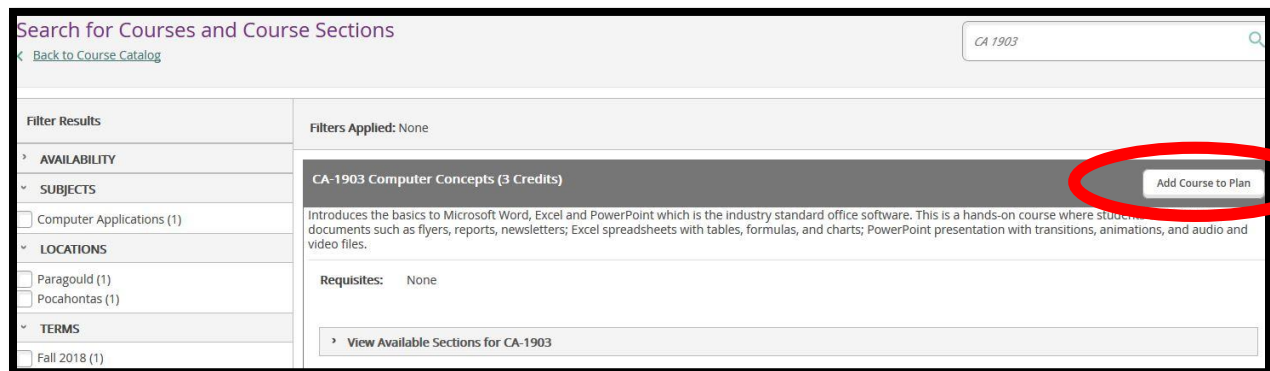 Search for Courses and Course Sections
Back to Course Catalog
CA 1903
Filter Results
AVAILABILITY
SUBJECTS
Computer Applications (1)
LOCATIONS
Paragould (1)
Pocahontas (1)
TERMS
Fall 2018 (1)
Filters Applied: None
CA-1903 Computer Concepts (3 Credits)
Add Course to Plan
Introduces the basics to Microsoft Word, Excel and PowerPoint which is the industry standard office software. This is a hands-on course where
documents such as flyers, reports, newsletters; Excel spreadsheets with tables, formulas, and charts; PowerPoint presentation with transitions, animations, and audio and
video files.
Requisites: None
View Available Sections for CA-1903